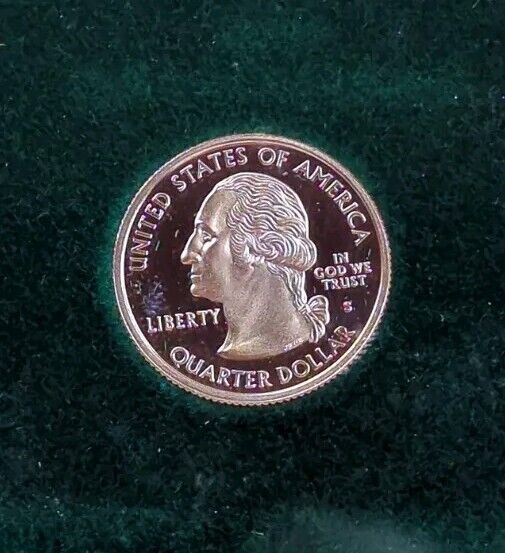 UNITED STATES OF AMERICA
IN
GOD WE
TRUST
S
LIBERTY
QUARTER DOLLAR